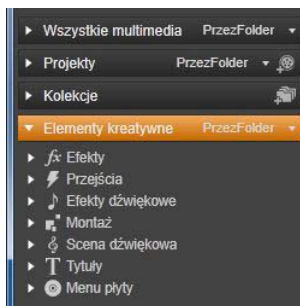 Wszystkie multimedia PrzezFolder
Projekty PrzezFolder
Kolekcje
Elementy kreatywne PrzezFolder
fx Efekty
Przejścia
Efekty dźwiękowe
Montaż
Scena dźwiękowa
T Tytuły
Menu płyty